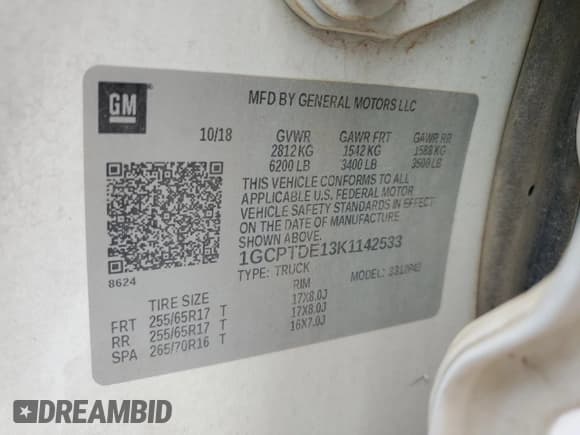 GM
MFD BY GENERAL MOTORS LLC
10/18 GVWR GAWR FRT GAWR RR
2812 KG 1542 KG 1588 KG
6200 LB 3400 LB 3500 LB
THIS VEHICLE CONFORMS TO ALL
APPLICABLE U.S. FEDERAL MOTOR
VEHICLE SAFETY STANDARDS IN EFFECT
ON THE DATE OF MANUFACTURE
SHOWN ABOVE.
1GCPTDE13K1142533
8624
TYPE: TRUCK MODEL:
TIRE SIZE RIM
FRT 255/65R17 T 17X8.0J
RR 255/65R17 T 17X8.0J
SPA 265/70R16 T 16X7.0J
DREAMBID